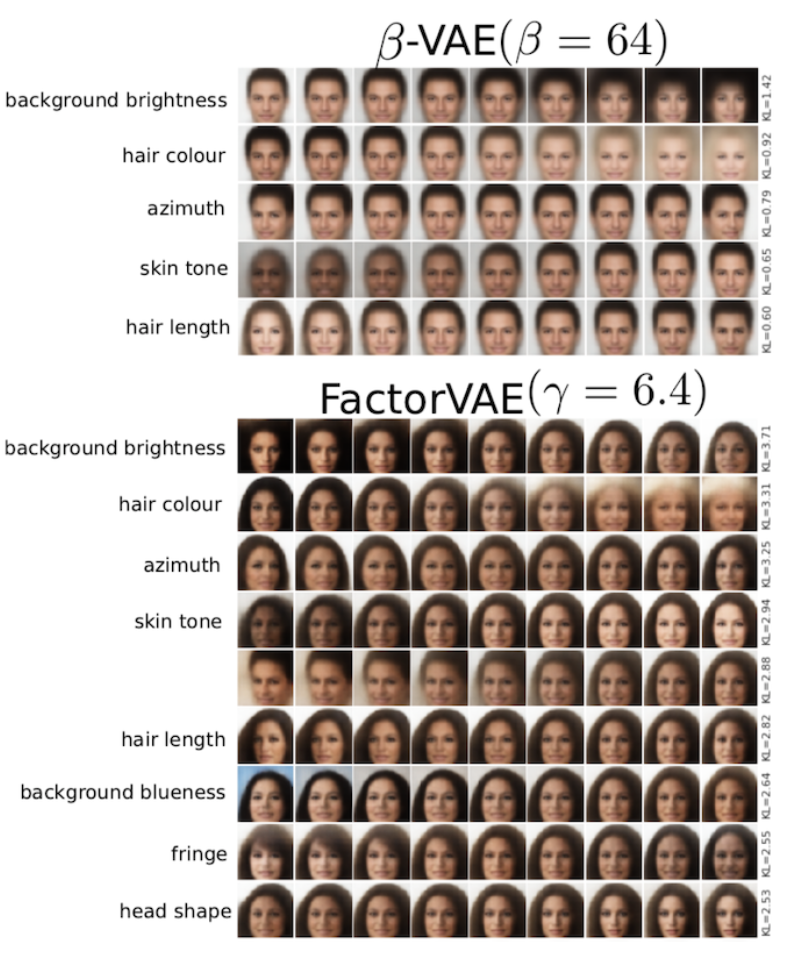 β-VAE(β = 64)
background brightness KL=1.42
hair colour KL=0.92
azimuth KL=0.79
skin tone KL=0.65
hair length KL=0.60
FactorVAE(γ = 6.4)
background brightness KL=3.71
hair colour KL=3.31
azimuth KL=3.25
skin tone KL=2.94
KL=2.88
hair length KL=2.82
background blueness KL=2.64
fringe KL=2.55
head shape KL=2.53